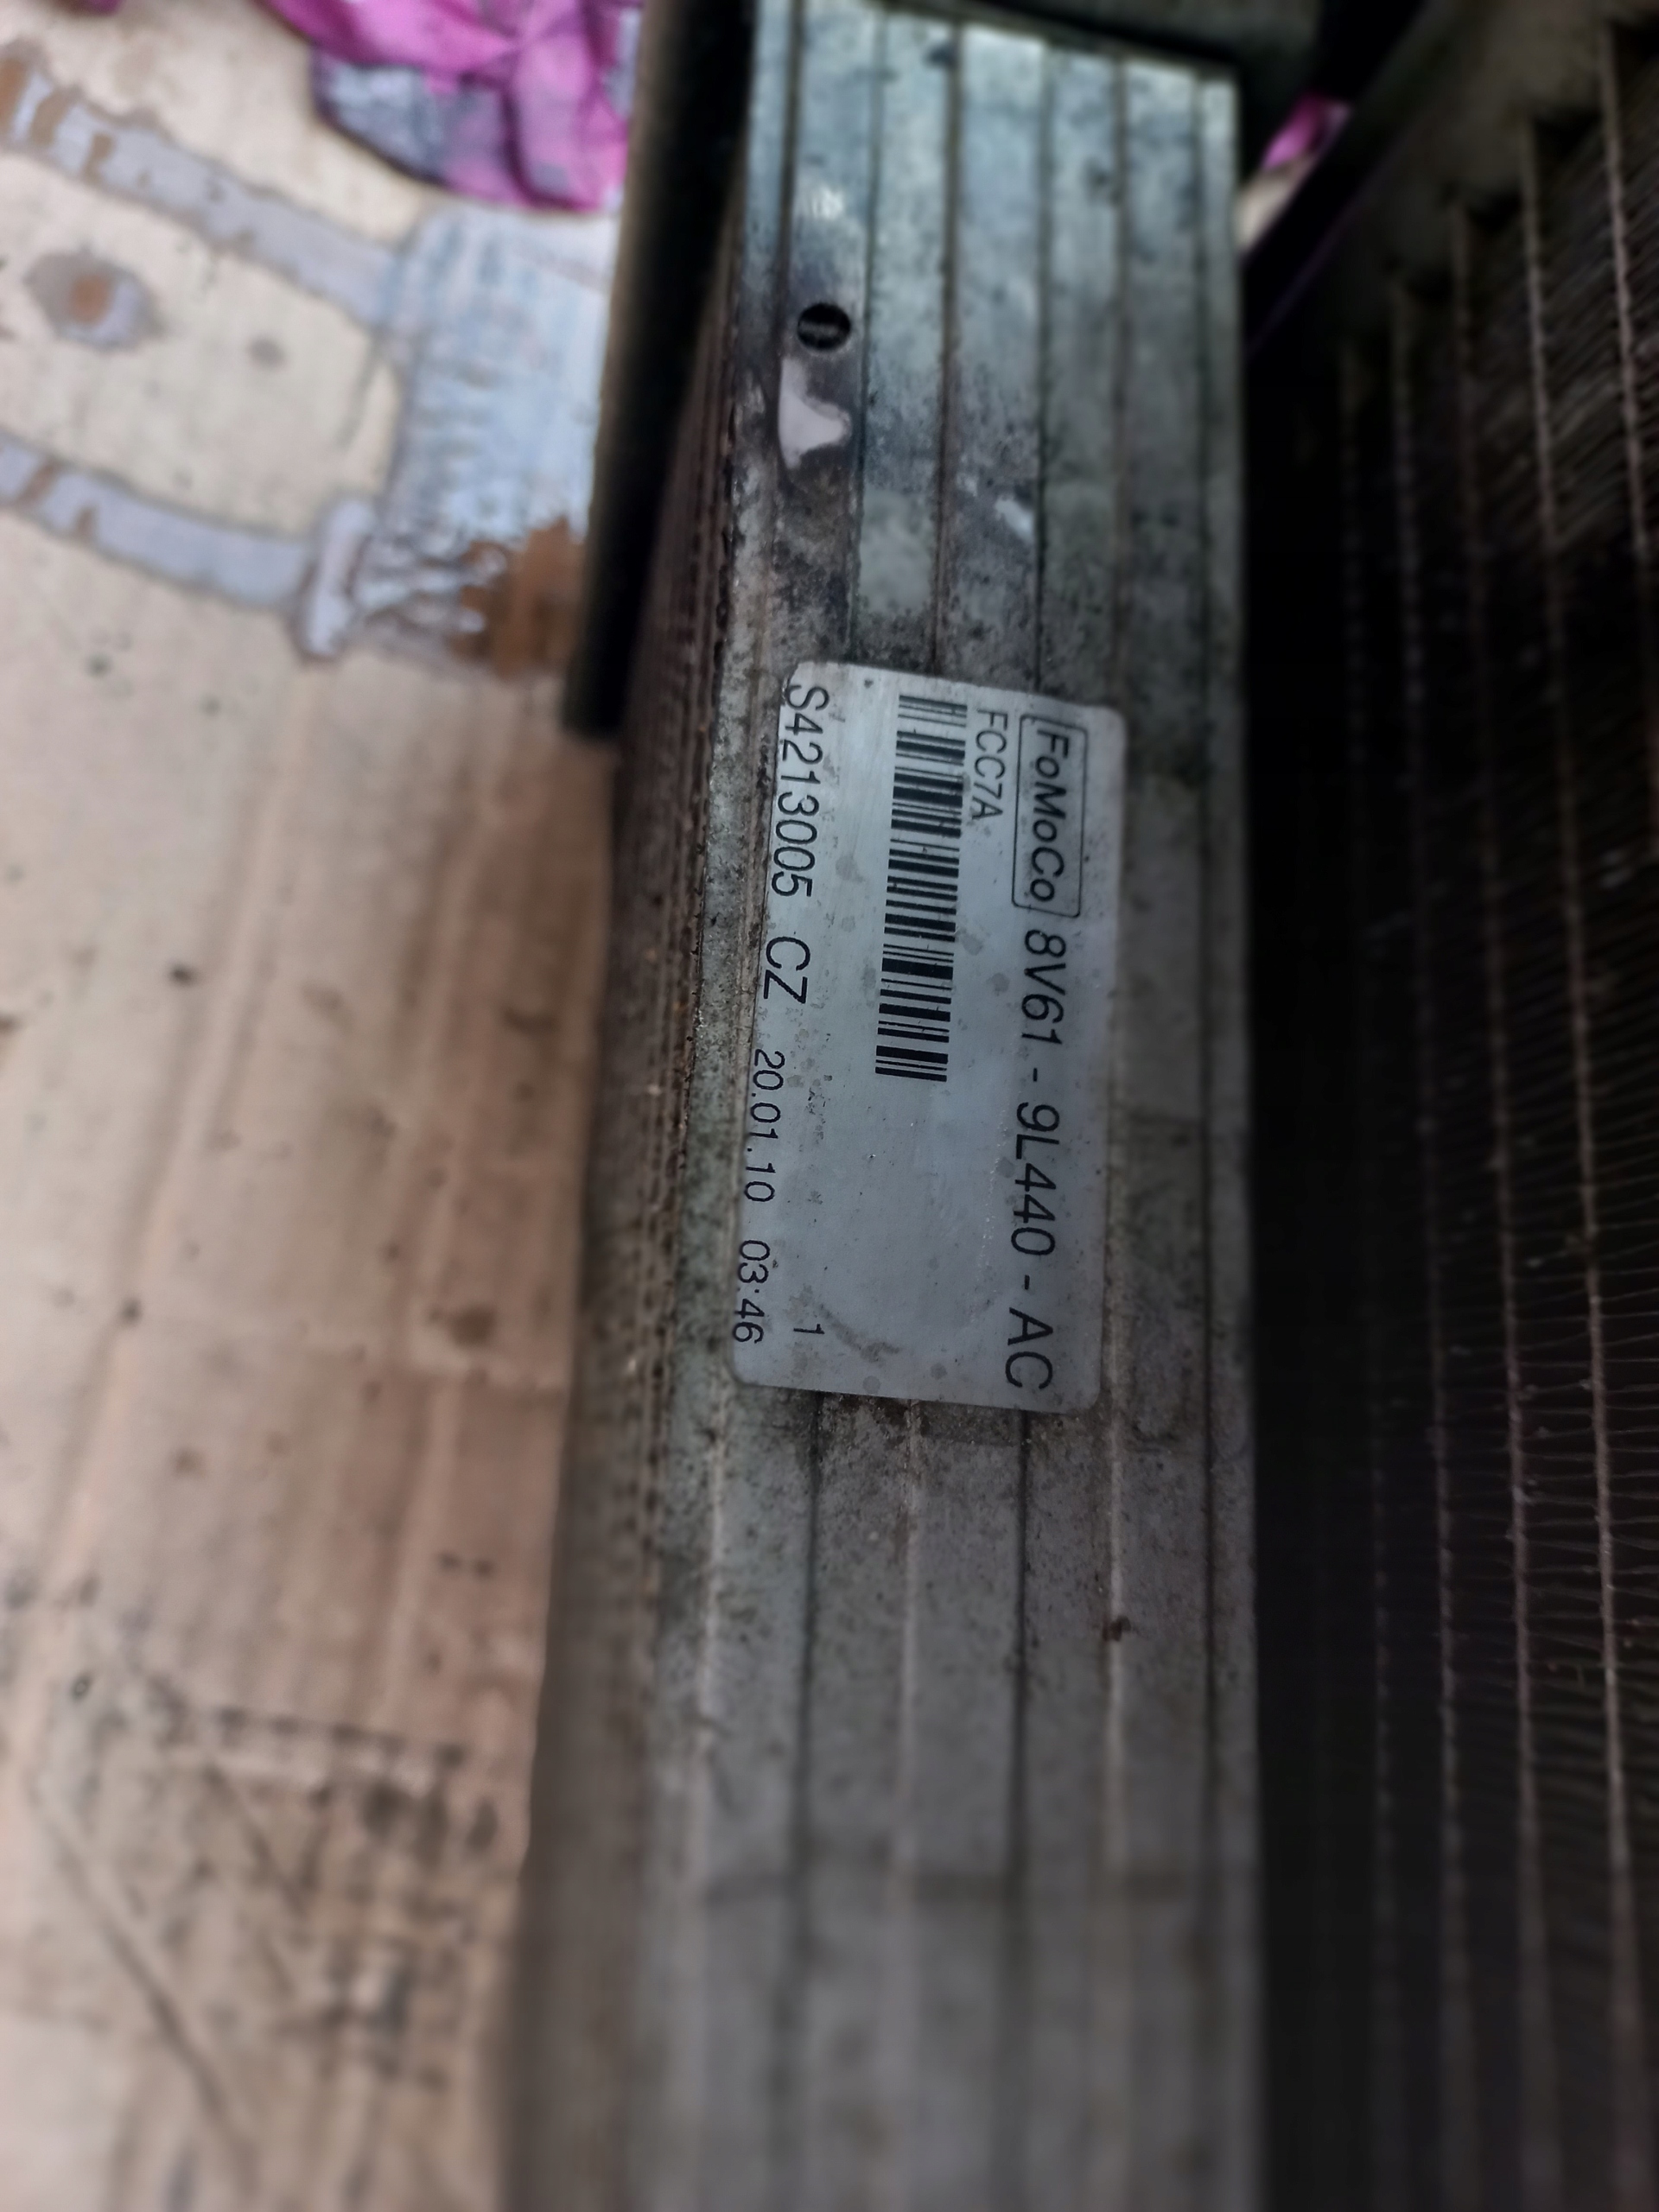 FoMoCo 8V61 - 9L440 - AC
FCC7A
1
S4213005 CZ 20.01.10 03:46